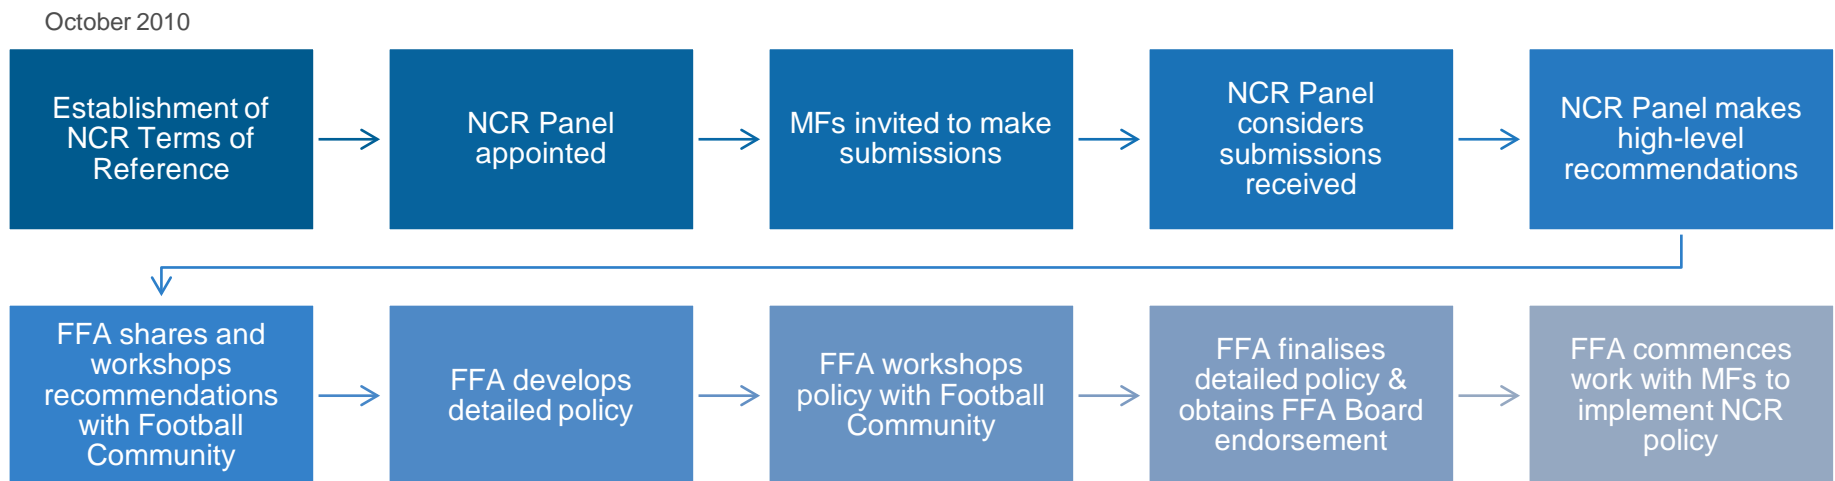 October 2010
Establishment of
NCR Terms of
Reference
NCR Panel
appointed
MFs invited to make
submissions
NCR Panel
considers
submissions
received
NCR Panel makes
high-level
recommendations
FFA shares and
workshops
recommendations
with Football
Community
FFA develops
detailed policy
FFA workshops
policy with Football
Community
FFA finalises
detailed policy &
obtains FFA Board
endorsement
FFA commences
work with MFs to
implement NCR
policy